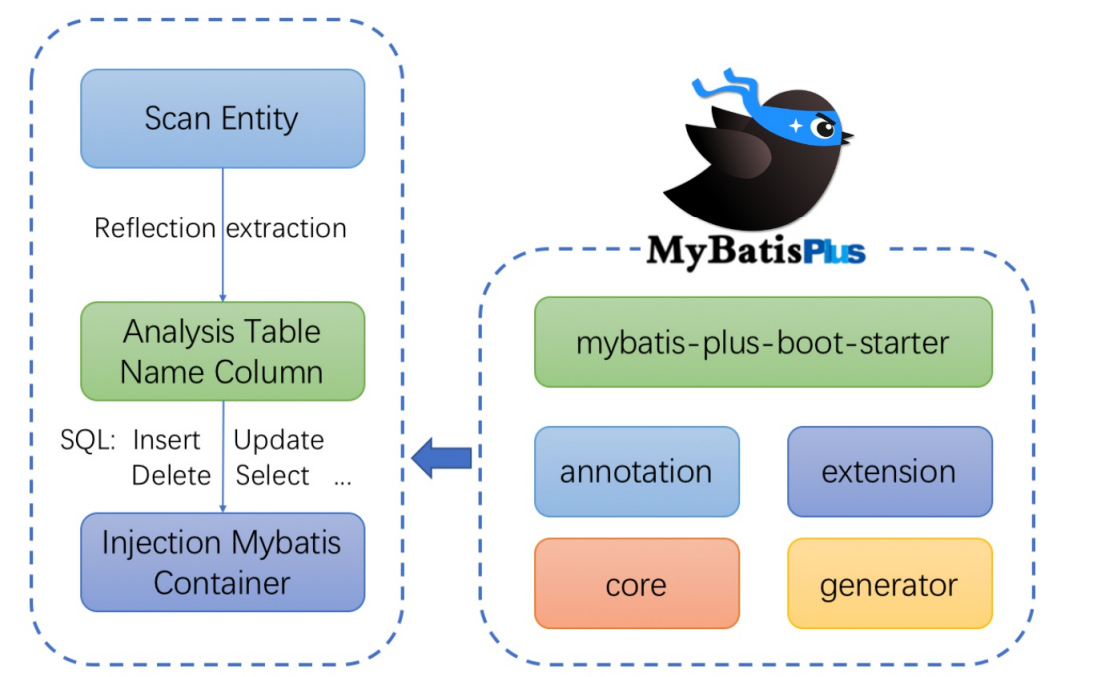 Scan Entity
Reflection extraction
Analysis Table
Name Column
SQL: Insert Update
Delete Select ...
Injection Mybatis
Container
MyBatisPlus
mybatis-plus-boot-starter
annotation
extension
core
generator